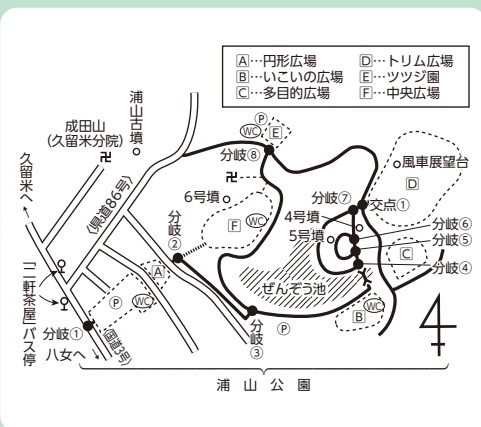 A…円形広場
B…いこいの広場
C…多目的広場
D…トリム広場
E…ツツジ園
F…中央広場
浦山古墳
成田山
(久留米分院)
卍
久留米へ
(県道86号)
P
WC
E
分岐⑧
卍
6号墳
F
WC
分岐②
分岐⑦
交点①
4号墳
5号墳
風車展望台
D
分岐⑥
分岐⑤
C
分岐④
ぜんぞう池
WC
B
A
P
WC
「二軒茶屋」バス停
分岐①
(国道3号)
八女へ
分岐③
P
4
浦山公園